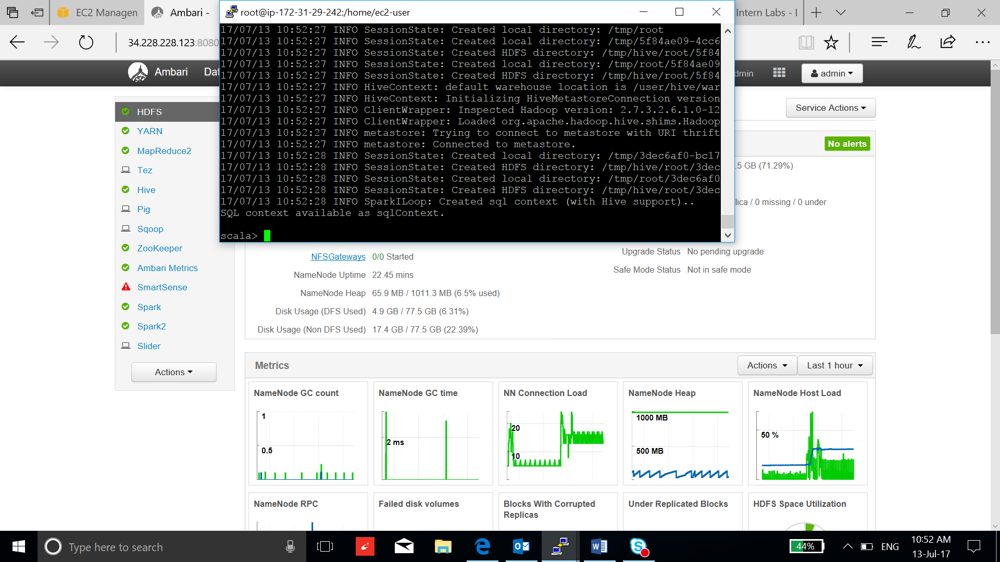 EC2 Managen
Ambari -
root@ip-172-31-29-242:/home/ec2-user
Intern Labs - I
34.228.228.123:8080
Ambari
Dat
dmin
admin
17/07/13 10:52:27 INFO SessionState: Created local directory: /tmp/root
17/07/13 10:52:27 INFO SessionState: Created local directory: /tmp/5f84ae09-4cc6
17/07/13 10:52:27 INFO SessionState: Created HDFS directory: /tmp/hive/root/5f84
17/07/13 10:52:27 INFO SessionState: Created local directory: /tmp/root/5f84ae09
17/07/13 10:52:27 INFO SessionState: Created HDFS directory: /tmp/hive/root/5f84
17/07/13 10:52:27 INFO HiveContext: default warehouse location is /user/hive/war
17/07/13 10:52:27 INFO HiveContext: Initializing HiveMetastoreConnection version
17/07/13 10:52:27 INFO ClientWrapper: Inspected Hadoop version: 2.7.3.2.6.1.0-12
17/07/13 10:52:27 INFO ClientWrapper: Loaded org.apache.hadoop.hive.shims.Hadoop
17/07/13 10:52:27 INFO metastore: Trying to connect to metastore with URI thrift
17/07/13 10:52:27 INFO metastore: Connected to metastore.
17/07/13 10:52:28 INFO SessionState: Created local directory: /tmp/3dec6af0-bc17
17/07/13 10:52:28 INFO SessionState: Created HDFS directory: /tmp/hive/root/3dec
17/07/13 10:52:28 INFO SessionState: Created local directory: /tmp/root/3dec6af0
17/07/13 10:52:28 INFO SessionState: Created HDFS directory: /tmp/hive/root/3dec
17/07/13 10:52:28 INFO SparkILoop: Created sql context (with Hive support)..
SQL context available as sqlContext.
scala>
HDFS
YARN
MapReduce2
Tez
Hive
Pig
Sqoop
ZooKeeper
Ambari Metrics
SmartSense
Spark
Spark2
Slider
Actions
Service Actions
No alerts
.5 GB (71.29%)
lica / 0 missing / 0 under
NFSGateways 0/0 Started
NameNode Uptime 22.45 mins
NameNode Heap 65.9 MB / 1011.3 MB (6.5% used)
Disk Usage (DFS Used) 4.9 GB / 77.5 GB (6.31%)
Disk Usage (Non DFS Used) 17.4 GB / 77.5 GB (22.39%)
Upgrade Status No pending upgrade
Safe Mode Status Not in safe mode
Metrics
Actions
Last 1 hour
NameNode GC count
1
0.5
NameNode GC time
2 ms
NN Connection Load
20
10
NameNode Heap
1000 MB
500 MB
NameNode Host Load
50 %
NameNode RPC
Failed disk volumes
Blocks With Corrupted
Replicas
Under Replicated Blocks
HDFS Space Utilization
Type here to search
44%
ENG
10:52 AM
13-Jul-17